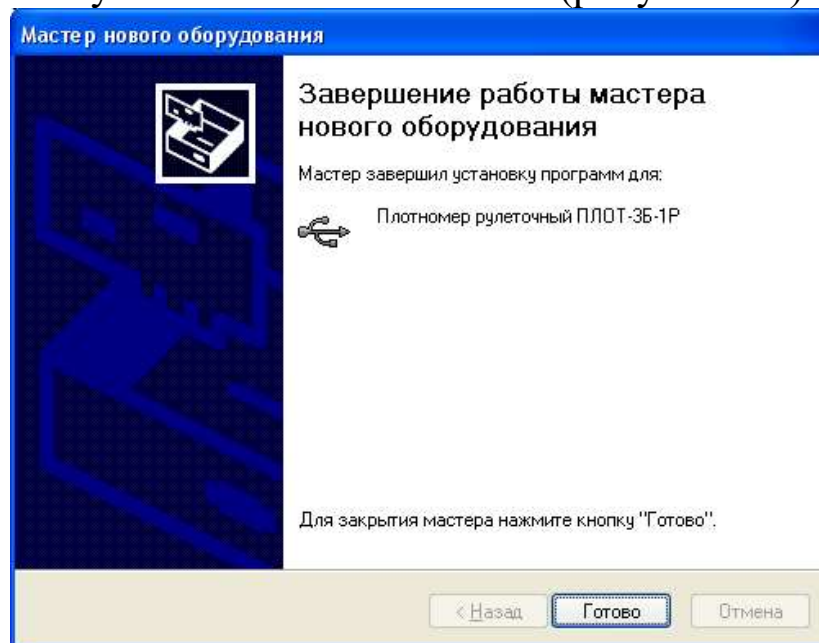 Мастер нового оборудования
Завершение работы мастера
нового оборудования
Мастер завершил установку программ для:
Плотномер рулеточный ПЛОТ-3Б-1Р
Для закрытия мастера нажмите кнопку "Готово".
< Назад Готово Отмена